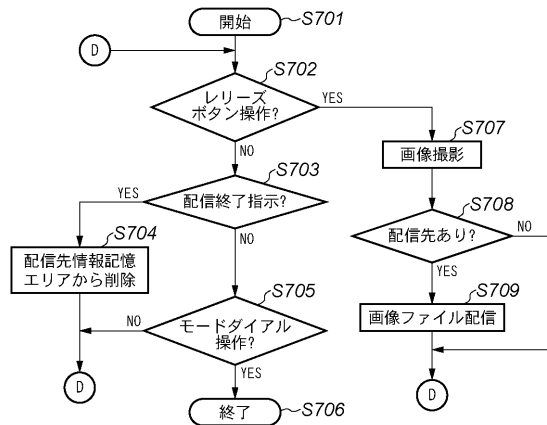 開始
S701
D
S702
レリーズ
ボタン操作?
YES
NO
S707
画像撮影
S703
配信終了指示?
YES
NO
S708
配信先あり?
NO
YES
S704
配信先情報記憶
エリアから削除
S705
モードダイアル
操作?
NO
YES
S709
画像ファイル配信
D
D
終了
S706